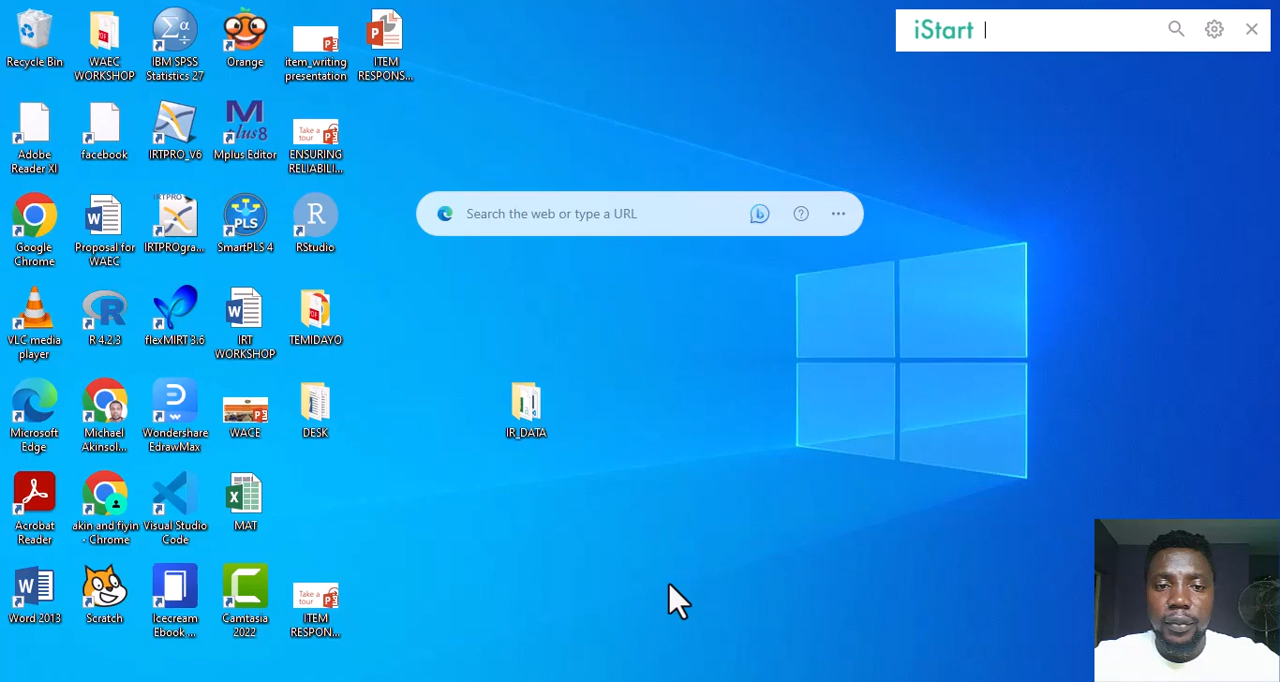 iStart
Recycle Bin
WAEC
WORKSHOP
IBM SPSS
Statistics 27
Orange
item_writing
presentation
ITEM
RESPONS...
Adobe
Reader XI
facebook
IRTPRO_V6
Mplus Editor
Take a
tour
ENSURING
RELIABILI...
Google
Chrome
Proposal for
WAEC
IRTPROgra...
SmartPLS 4
RStudio
Search the web or type a URL
VLC media
player
R 4.2.3
flexMIRT 3.6
IRT
WORKSHOP
TEMIDAYO
Microsoft
Edge
Michael
Akinsol...
Wondershare
EdrawMax
WACE
DESK
IR_DATA
Acrobat
Reader
akin and fiyin
- Chrome
Visual Studio
Code
MAT
Word 2013
Scratch
Icecream
Ebook ...
Camtasia
2022
Take a
tour
ITEM
RESPON...